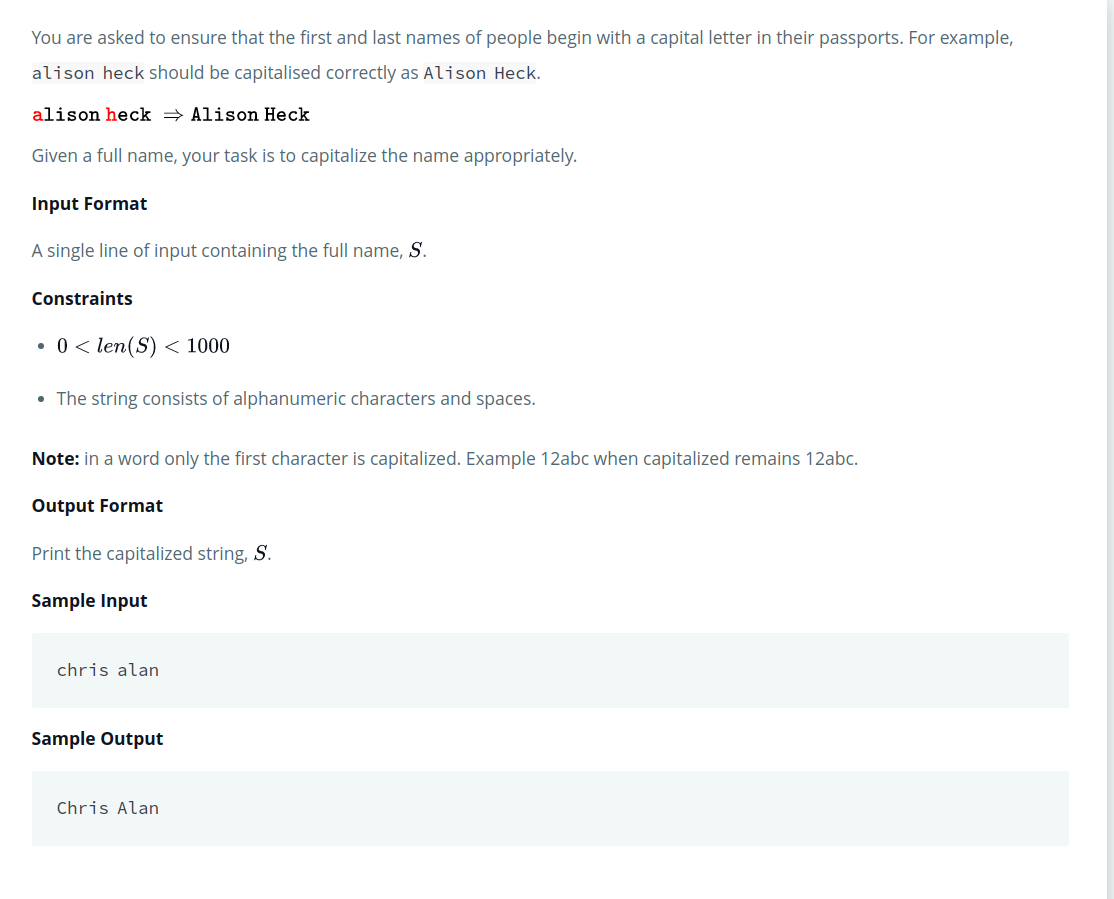 You are asked to ensure that the first and last names of people begin with a capital letter in their passports. For example,
alison heck should be capitalised correctly as Alison Heck.
alison heck ⇒ Alison Heck
Given a full name, your task is to capitalize the name appropriately.
Input Format
A single line of input containing the full name, S.
Constraints
• 0 < len(S) < 1000
• The string consists of alphanumeric characters and spaces.
Note: in a word only the first character is capitalized. Example 12abc when capitalized remains 12abc.
Output Format
Print the capitalized string, S.
Sample Input
chris alan
Sample Output
Chris Alan